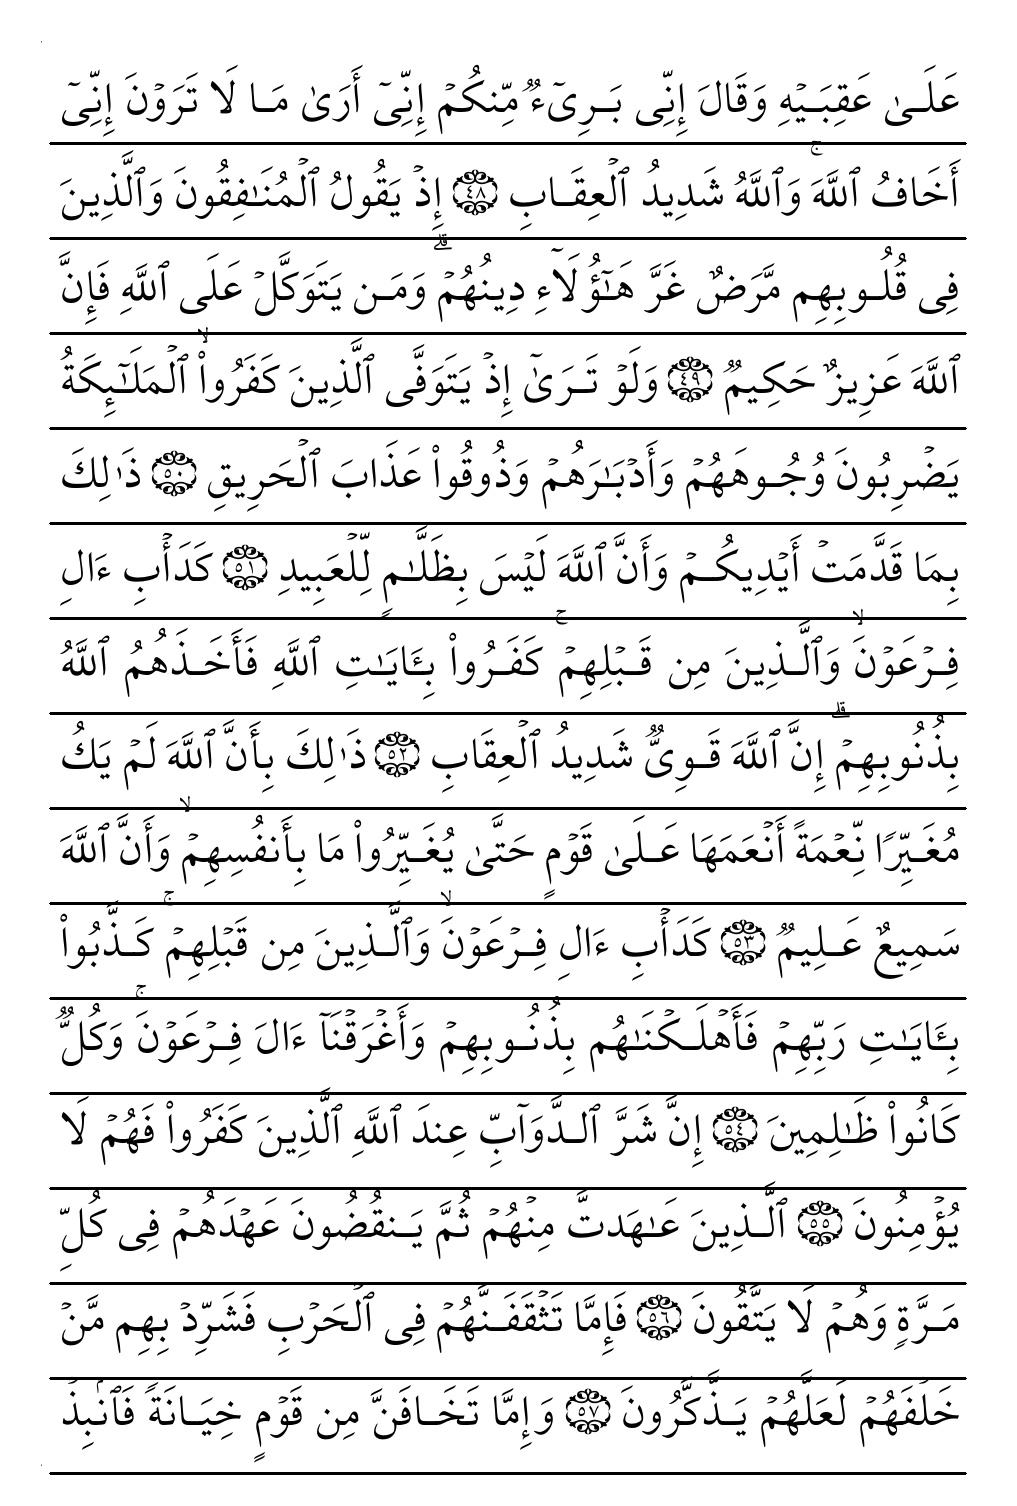 عَلَىٰ عَقِبَيۡهِ وَقَالَ إِنِّي بَرِيٓءٞ مِّنكُمۡ إِنِّيٓ أَرَىٰ مَا لَا تَرَوۡنَ إِنِّيٓ
أَخَافُ ٱللَّهَۚ وَٱللَّهُ شَدِيدُ ٱلۡعِقَابِ ٤٨ إِذۡ يَقُولُ ٱلۡمُنَٰفِقُونَ وَٱلَّذِينَ
فِي قُلُوبِهِم مَّرَضٌ غَرَّ هَٰٓؤُلَآءِ دِينُهُمۡۗ وَمَن يَتَوَكَّلۡ عَلَى ٱللَّهِ فَإِنَّ
ٱللَّهَ عَزِيزٌ حَكِيمٞ ٤٩ وَلَوۡ تَرَىٰٓ إِذۡ يَتَوَفَّى ٱلَّذِينَ كَفَرُواْۙ ٱلۡمَلَٰٓئِكَةُ
يَضۡرِبُونَ وُجُوهَهُمۡ وَأَدۡبَٰرَهُمۡ وَذُوقُواْ عَذَابَ ٱلۡحَرِيقِ ٥٠ ذَٰلِكَ
بِمَا قَدَّمَتۡ أَيۡدِيكُمۡ وَأَنَّ ٱللَّهَ لَيۡسَ بِظَلَّٰمٖ لِّلۡعَبِيدِ ٥١ كَدَأۡبِ ءَالِ
فِرۡعَوۡنَۙ وَٱلَّذِينَ مِن قَبۡلِهِمۡۚ كَفَرُواْ بِـَٔايَٰتِ ٱللَّهِ فَأَخَذَهُمُ ٱللَّهُ
بِذُنُوبِهِمۡۗ إِنَّ ٱللَّهَ قَوِيّٞ شَدِيدُ ٱلۡعِقَابِ ٥٢ ذَٰلِكَ بِأَنَّ ٱللَّهَ لَمۡ يَكُ
مُغَيِّرٗا نِّعۡمَةً أَنۡعَمَهَا عَلَىٰ قَوۡمٍ حَتَّىٰ يُغَيِّرُواْ مَا بِأَنفُسِهِمۡۙ وَأَنَّ ٱللَّهَ
سَمِيعٌ عَلِيمٞ ٥٣ كَدَأۡبِ ءَالِ فِرۡعَوۡنَۙ وَٱلَّذِينَ مِن قَبۡلِهِمۡۚ كَذَّبُواْ
بِـَٔايَٰتِ رَبِّهِمۡ فَأَهۡلَكۡنَٰهُم بِذُنُوبِهِمۡ وَأَغۡرَقۡنَآ ءَالَ فِرۡعَوۡنَۚ وَكُلّٞ
كَانُواْ ظَٰلِمِينَ ٥٤ إِنَّ شَرَّ ٱلدَّوَآبِّ عِندَ ٱللَّهِ ٱلَّذِينَ كَفَرُواْ فَهُمۡ لَا
يُؤۡمِنُونَ ٥٥ ٱلَّذِينَ عَٰهَدتَّ مِنۡهُمۡ ثُمَّ يَنقُضُونَ عَهۡدَهُمۡ فِي كُلِّ
مَرَّةٖ وَهُمۡ لَا يَتَّقُونَ ٥٦ فَإِمَّا تَثۡقَفَنَّهُمۡ فِي ٱلۡحَرۡبِ فَشَرِّدۡ بِهِم مَّنۡ
خَلۡفَهُمۡ لَعَلَّهُمۡ يَذَّكَّرُونَ ٥٧ وَإِمَّا تَخَافَنَّ مِن قَوۡمٍ خِيَانَةٗ فَٱنۢبِذۡ